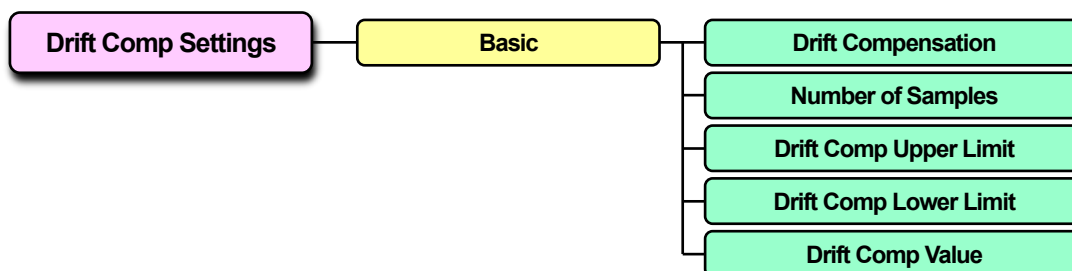 Drift Comp Settings
Basic
Drift Compensation
Number of Samples
Drift Comp Upper Limit
Drift Comp Lower Limit
Drift Comp Value